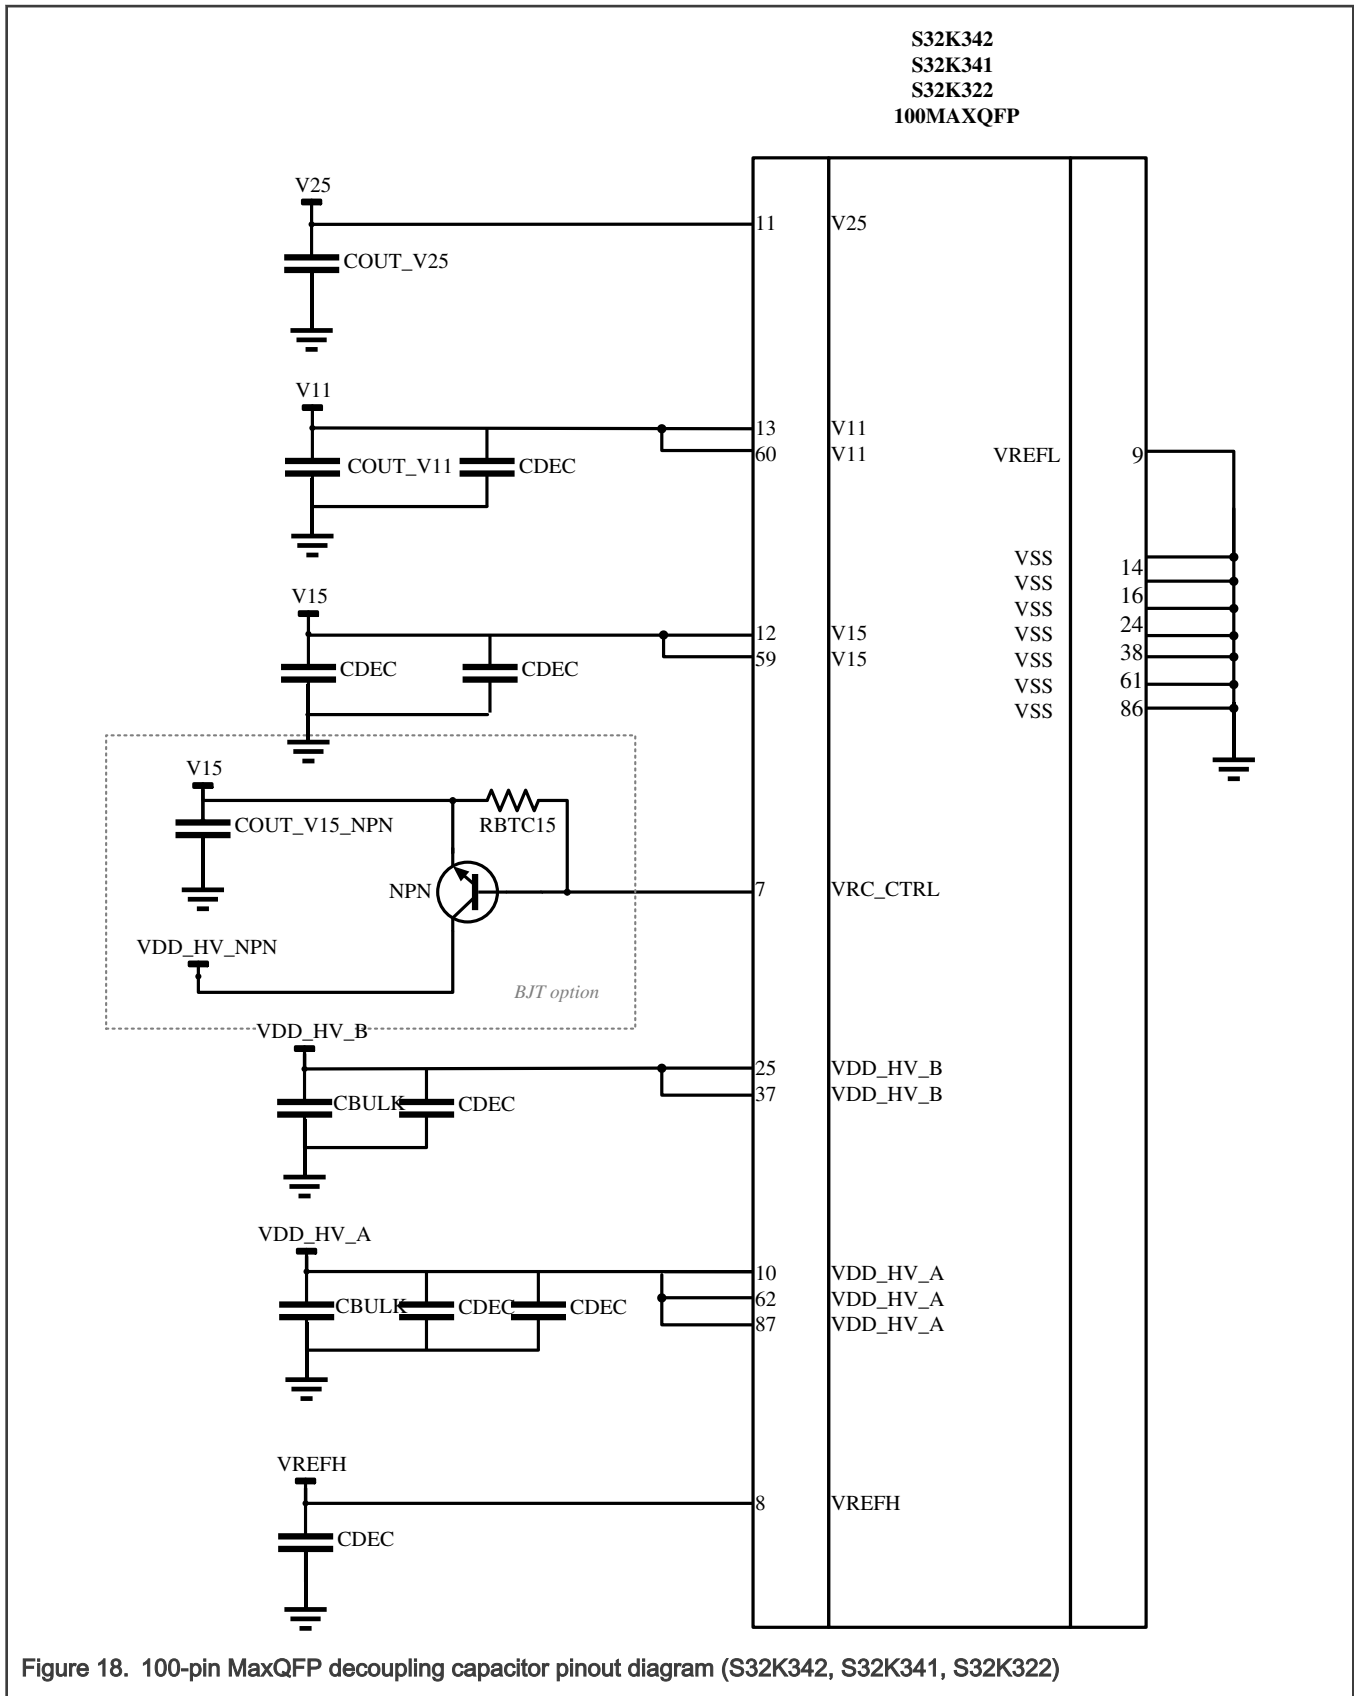 S32K342
S32K341
S32K322
100MAXQFP
V25
11 V25
COUT_V25
V11
13 V11
60 V11
COUT_V11 CDEC
VREFL 9
VSS
14
VSS
16
VSS
24
VSS
38
VSS
61
VSS
86
VSS
V15
12 V15
59 V15
CDEC CDEC
V15
COUT_V15_NPN
RBTC15
NPN
7 VRC_CTRL
VDD_HV_NPN
BJT option
VDD_HV_B
25 VDD_HV_B
37 VDD_HV_B
CBULK CDEC
VDD_HV_A
10 VDD_HV_A
62 VDD_HV_A
87 VDD_HV_A
CBULK CDEC CDEC
VREFH
8 VREFH
CDEC
Figure 18. 100-pin MaxQFP decoupling capacitor pinout diagram (S32K342, S32K341, S32K322)